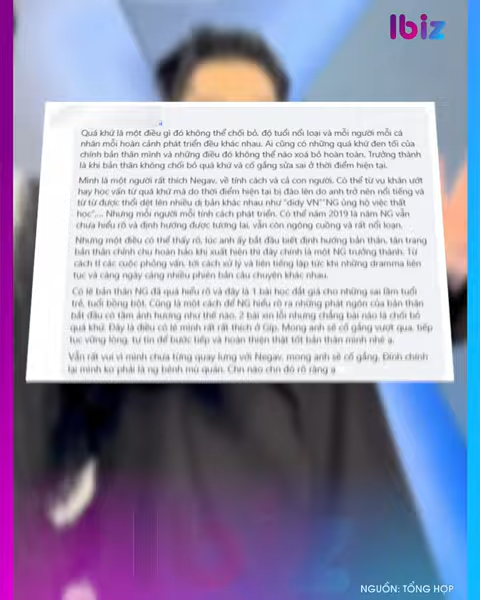 Ibiz
Quá khứ là một điều gì đó không thể chối bỏ, độ tuổi nổi loạn và mỗi người mỗi cá
nhân mỗi hoàn cảnh phát triển đều khác nhau. Ai cũng có những quá khứ đen tối của
chính bản thân mình và những điều đó không thể nào xoá bỏ hoàn toàn. Trưởng thành
là khi bản thân không chối bỏ quá khứ và cố gắng sửa sai ở thời điểm hiện tại.
Mình là một người rất thích Negav, về tính cách và cả con người. Có thể từ vụ khăn ướt
hay học vấn từ quá khứ mà do thời điểm hiện tại bị đào lên do anh trở nên nổi tiếng và
từ từ được thổi dệt lên nhiều dị bản khác nhau như "didy VN" "NG ủng hộ việc thất
học",... Nhưng mỗi người mỗi tính cách phát triển. Có thể năm 2019 là năm NG vẫn
chưa hiểu rõ và định hướng được tương lai, vẫn còn ngông cuồng và rất nổi loạn.
Nhưng một điều có thể thấy rõ, lúc anh ấy bắt đầu biết định hướng bản thân, tân trang
bản thân chỉnh chu hoàn hảo khi xuất hiện thì đây chính là một NG trưởng thành. Từ
cách đi các cuộc phỏng vấn, tới cách xử lý và liên tiếng lập tức khi những dramma liên
tục và càng ngày càng nhiều phiên bản câu chuyện khác nhau.
Có lẽ bản thân NG đã quá hiểu rõ và đây là 1 bài học đắt giá cho những sai lầm tuổi
trẻ, tuổi bồng bột. Cũng là một cách để NG hiểu rõ ra những phát ngôn của bản thân
bắt đầu có tầm ảnh hương như thế nào. 2 bài xin lỗi nhưng chẳng bài nào là chối bỏ
quá khứ. Đây là điều có lẽ mình rất rất thích ở Gíp. Mong anh sẽ cố gắng vượt qua, tiếp
tục vững lòng, tự tin để bước tiếp và hoàn thiện thật tốt bản thân mình nhé ạ.
Vẫn rất vui vì mình chưa từng quay lưng với Negav, mong anh sẽ cố gắng. Đính chính
lại mình ko phải là ng bênh mù quán. Chn nào chn đó rõ ràng ạ
NGUỒN: TỔNG HỢP